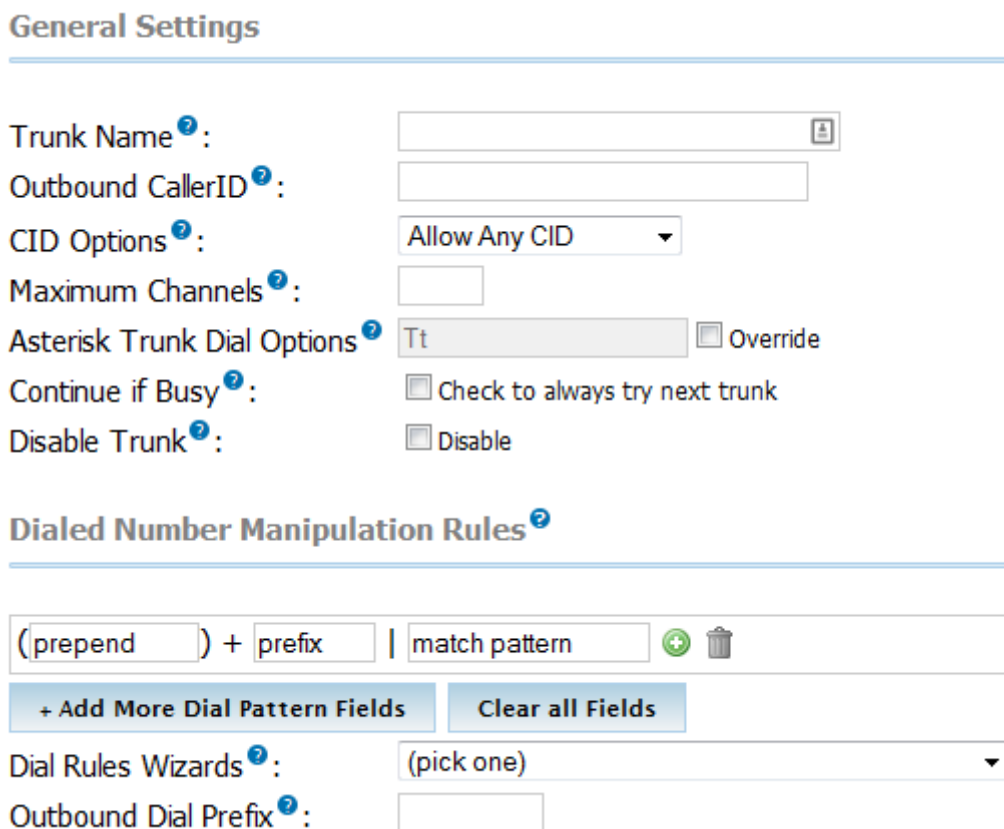 General Settings
Trunk Name?:
Outbound CallerID?:
CID Options?: Allow Any CID
Maximum Channels?:
Asterisk Trunk Dial Options? Tt Override
Continue if Busy?: Check to always try next trunk
Disable Trunk?: Disable
Dialed Number Manipulation Rules?
(prepend) + prefix | match pattern
+ Add More Dial Pattern Fields Clear all Fields
Dial Rules Wizards?: (pick one)
Outbound Dial Prefix?: